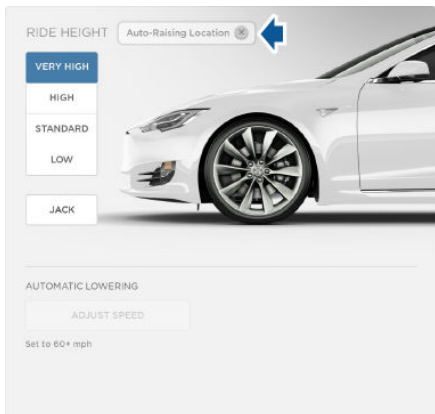 RIDE HEIGHT Auto-Raising Location
VERY HIGH
HIGH
STANDARD
LOW
JACK
AUTOMATIC LOWERING
ADJUST SPEED
Set to 60+ mph